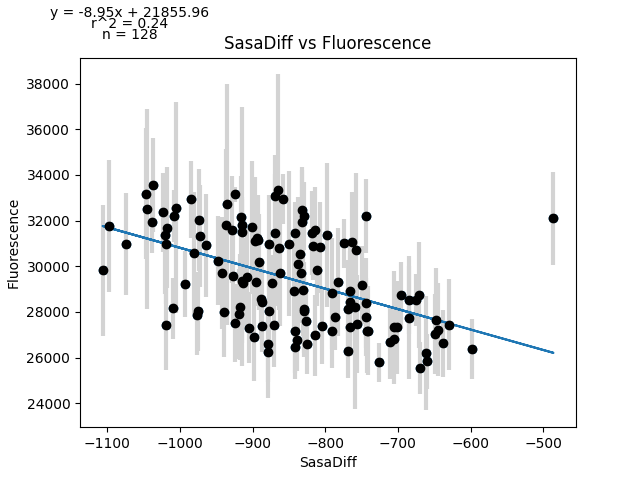 y = -8.95x + 21855.96
r^2 = 0.24
n = 128
SasaDiff vs Fluorescence
38000
36000
34000
32000
30000
28000
26000
24000
Fluorescence
−1100
−1000
−900
−800
−700
−600
−500
SasaDiff